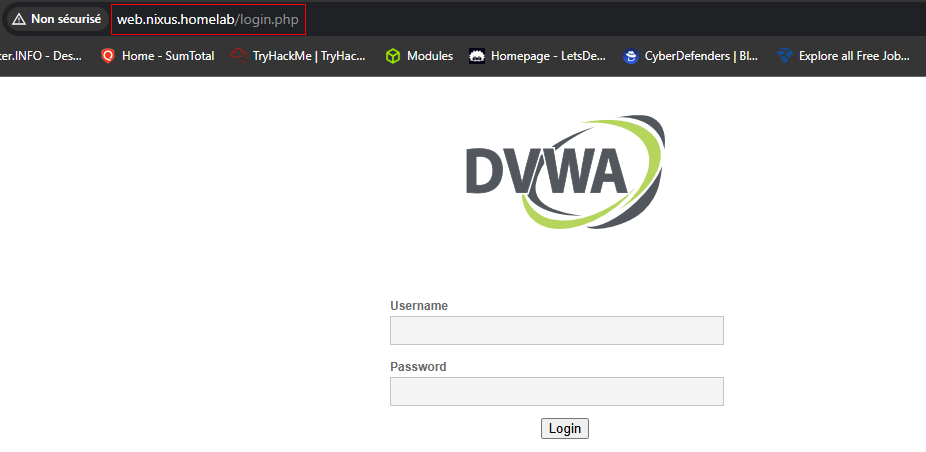 Non sécurisé web.nixus.homelab/login.php
ter.INFO - Des... Home - SumTotal TryHackMe | TryHac... Modules Homepage - LetsDe... CyberDefenders | Bl... Explore all Free Job...
DVWA
Username
Password
Login